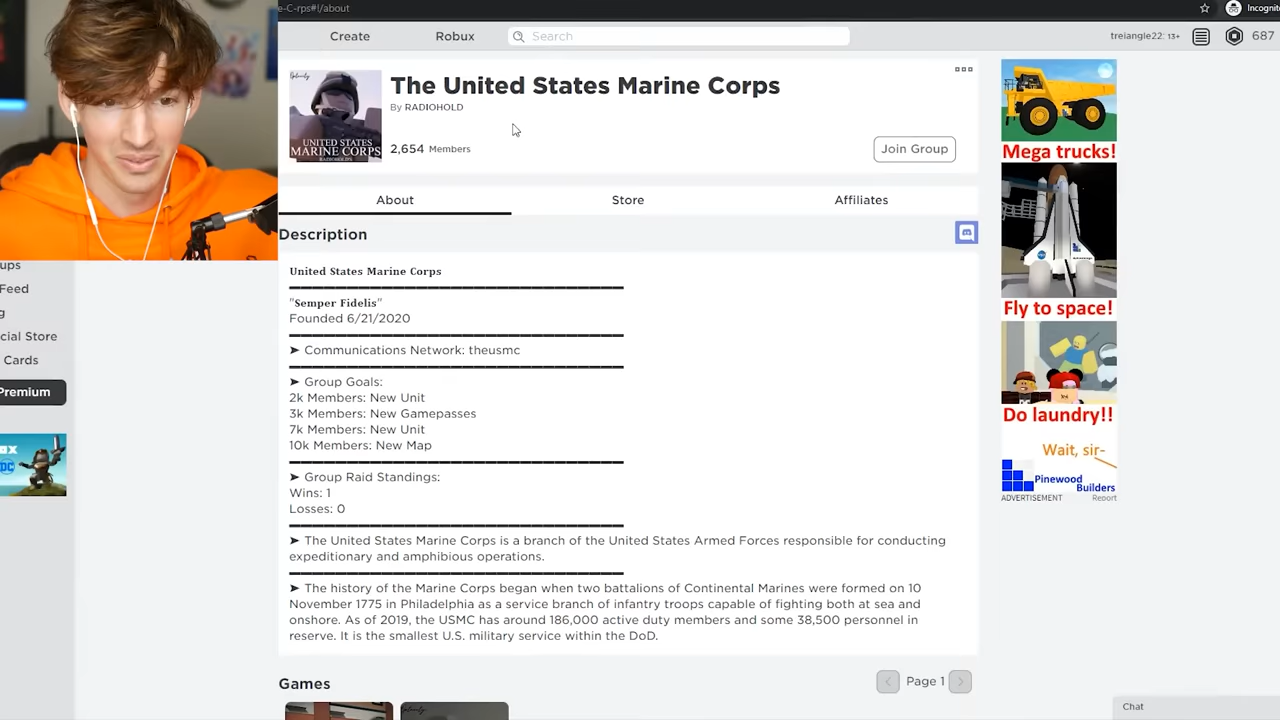 e-C-rps#!/about
Incognit
Create
Robux
Search
treiangle22: 13+
687
The United States Marine Corps
By RADIOHOLD
2,654 Members
Join Group
UNITED STATES
MARINE CORPS
About
Store
Affiliates
Description
United States Marine Corps
"Semper Fidelis"
Founded 6/21/2020
➤ Communications Network: theusmc
➤ Group Goals:
2k Members: New Unit
3k Members: New Gamepasses
7k Members: New Unit
10k Members: New Map
➤ Group Raid Standings:
Wins: 1
Losses: 0
➤ The United States Marine Corps is a branch of the United States Armed Forces responsible for conducting
expeditionary and amphibious operations.
➤ The history of the Marine Corps began when two battalions of Continental Marines were formed on 10
November 1775 in Philadelphia as a service branch of infantry troops capable of fighting both at sea and
onshore. As of 2019, the USMC has around 186,000 active duty members and some 38,500 personnel in
reserve. It is the smallest U.S. military service within the DoD.
Games
Page 1
ups
Feed
g
cial Store
Cards
Premium
OX
DC
Mega trucks!
Fly to space!
Do laundry!!
Wait, sir-
Pinewood
Builders
ADVERTISEMENT
Report
Chat